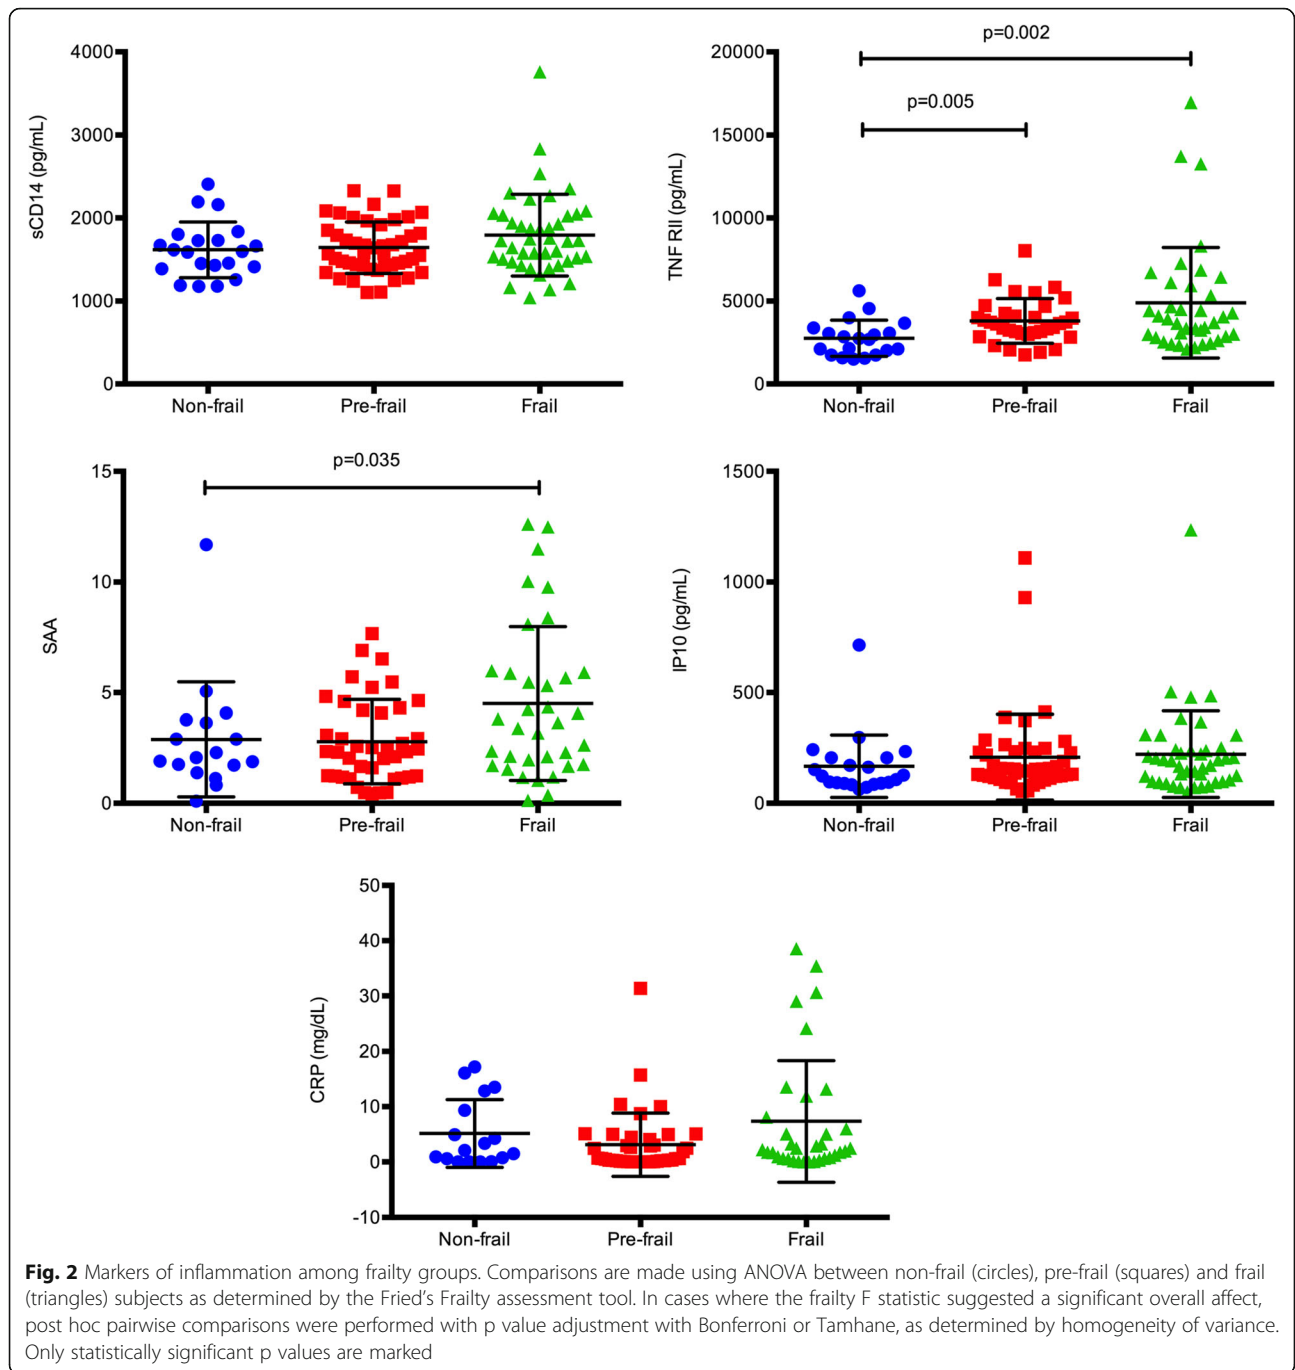 4000
3000
2000
1000
0
sCD14 (pg/mL)
Non-frail
Pre-frail
Frail
p=0.002
p=0.005
20000
15000
10000
5000
0
TNF RII (pg/mL)
Non-frail
Pre-frail
Frail
p=0.035
15
10
5
0
SAA
Non-frail
Pre-frail
Frail
1500
1000
500
0
IP10 (pg/mL)
Non-frail
Pre-frail
Frail
50
40
30
20
10
0
-10
CRP (mg/dL)
Non-frail
Pre-frail
Frail
Fig. 2 Markers of inflammation among frailty groups. Comparisons are made using ANOVA between non-frail (circles), pre-frail (squares) and frail
(triangles) subjects as determined by the Fried's Frailty assessment tool. In cases where the frailty F statistic suggested a significant overall affect,
post hoc pairwise comparisons were performed with p value adjustment with Bonferroni or Tamhane, as determined by homogeneity of variance.
Only statistically significant p values are marked